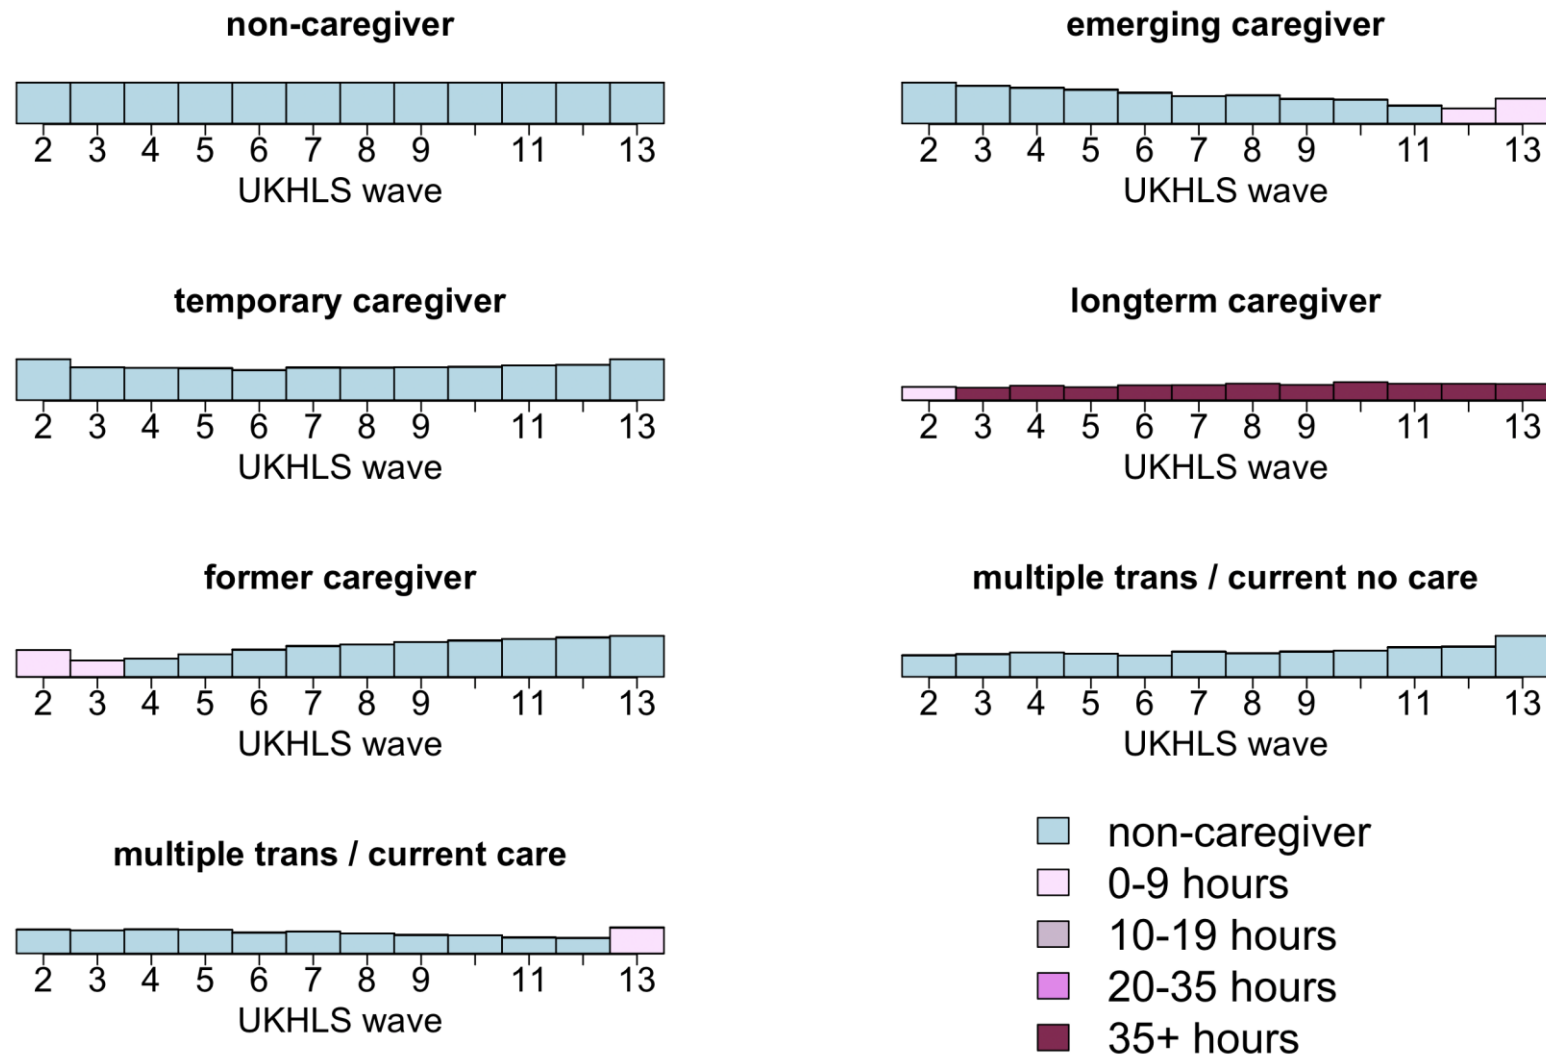 non-caregiver
2 3 4 5 6 7 8 9 11 13
UKHLS wave
emerging caregiver
2 3 4 5 6 7 8 9 11 13
UKHLS wave
temporary caregiver
2 3 4 5 6 7 8 9 11 13
UKHLS wave
longterm caregiver
2 3 4 5 6 7 8 9 11 13
UKHLS wave
former caregiver
2 3 4 5 6 7 8 9 11 13
UKHLS wave
multiple trans / current no care
2 3 4 5 6 7 8 9 11 13
UKHLS wave
multiple trans / current care
2 3 4 5 6 7 8 9 11 13
UKHLS wave
non-caregiver
0-9 hours
10-19 hours
20-35 hours
35+ hours